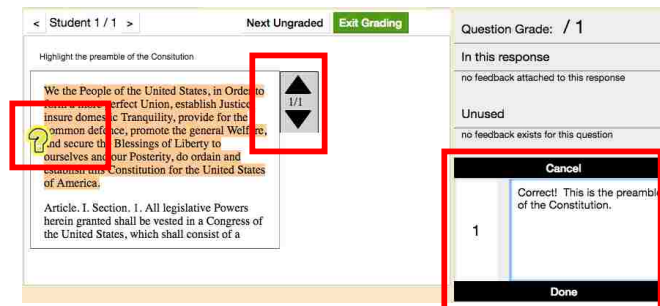 < Student 1 / 1 > Next Ungraded Exit Grading
Highlight the preamble of the Consitution
We the People of the United States, in Order to
form a more perfect Union, establish Justice
insure domestic Tranquility, provide for the
common defence, promote the general Welfare,
and secure the Blessings of Liberty to
ourselves and our Posterity, do ordain and
establish this Constitution for the United States
of America.
Article. I. Section. 1. All legislative Powers
herein granted shall be vested in a Congress of
the United States, which shall consist of a
1/1
?
Question Grade: / 1
In this response
no feedback attached to this response
Unused
no feedback exists for this question
Cancel
1
Correct! This is the preamble
of the Constitution.
Done